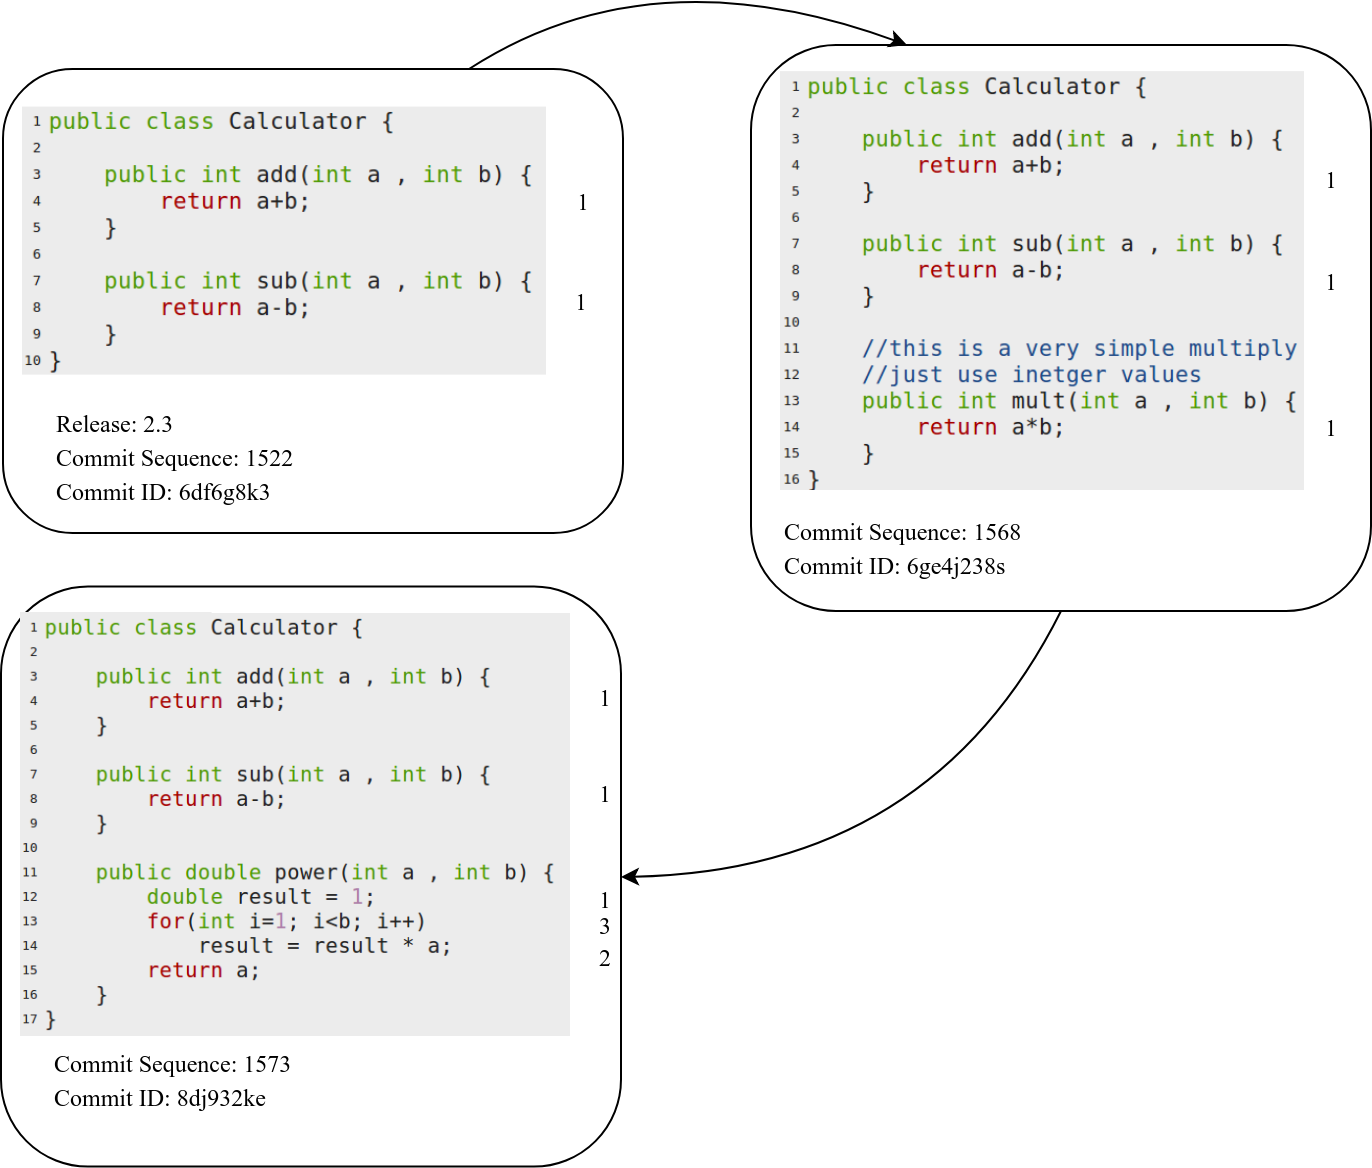 1 public class Calculator {
2
3 public int add(int a , int b) {
4 return a+b; 1
5 }
6
7 public int sub(int a , int b) {
8 return a-b; 1
9 }
10 }
Release: 2.3
Commit Sequence: 1522
Commit ID: 6df6g8k3
1 public class Calculator {
2
3 public int add(int a , int b) {
4 return a+b; 1
5 }
6
7 public int sub(int a , int b) {
8 return a-b; 1
9 }
10
11 //this is a very simple multiply
12 //just use inetger values
13 public int mult(int a , int b) {
14 return a*b; 1
15 }
16 }
Commit Sequence: 1568
Commit ID: 6ge4j238s
1 public class Calculator {
2
3 public int add(int a , int b) {
4 return a+b; 1
5 }
6
7 public int sub(int a , int b) {
8 return a-b; 1
9 }
10
11 public double power(int a , int b) {
12 double result = 1; 1
13 for(int i=1; i<b; i++) 3
14 result = result * a; 2
15 return a;
16 }
17 }
Commit Sequence: 1573
Commit ID: 8dj932ke